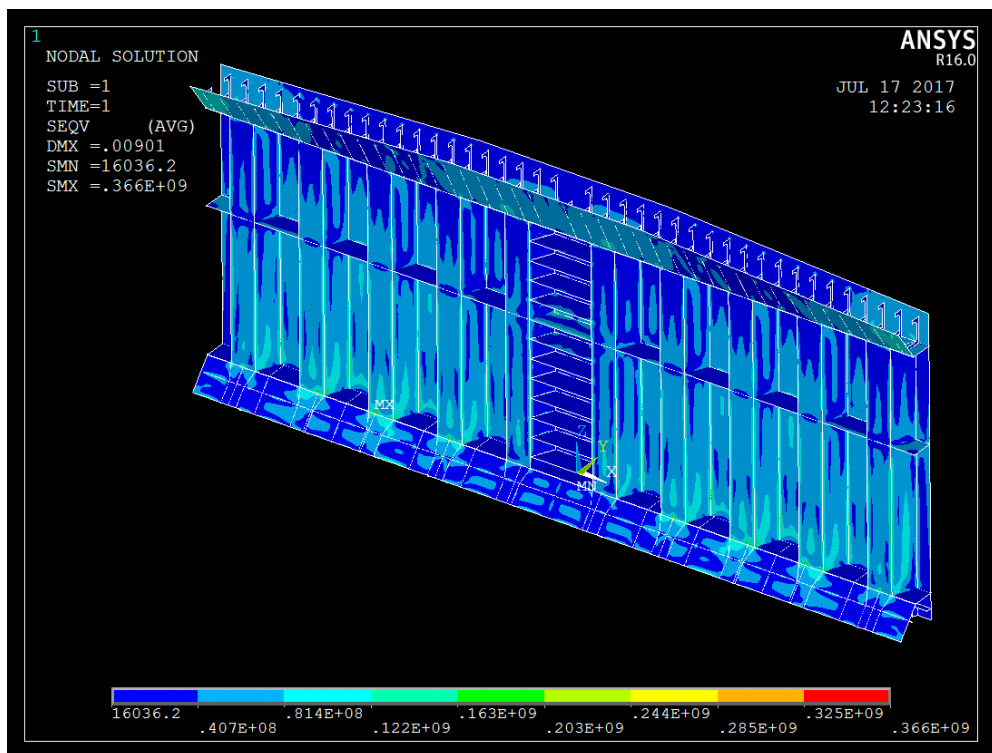 1
ANSYS
R16.0
NODAL SOLUTION
JUL 17 2017
12:23:16
SUB =1
TIME=1
SEQV (AVG)
DMX =.00901
SMN =16036.2
SMX =.366E+09
MX
Z
Y
X
MN
16036.2 .814E+08 .163E+09 .244E+09 .325E+09
.407E+08 .122E+09 .203E+09 .285E+09 .366E+09